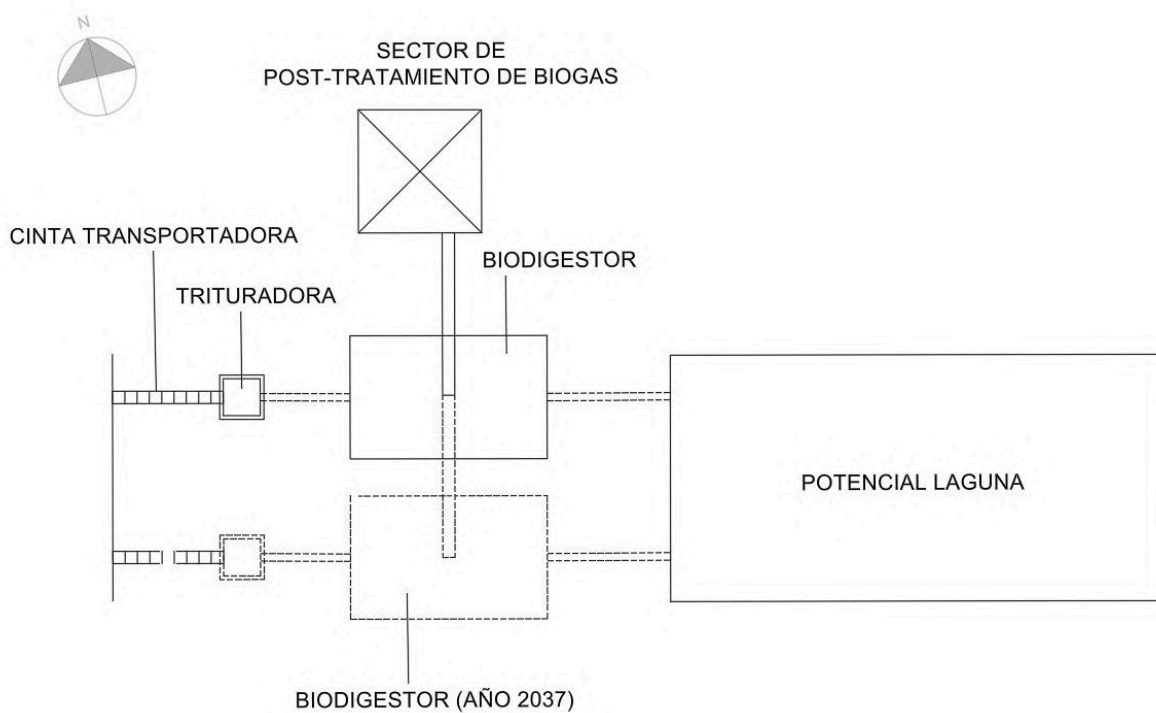 N
SECTOR DE
POST-TRATAMIENTO DE BIOGAS
CINTA TRANSPORTADORA
BIODIGESTOR
TRITURADORA
POTENCIAL LAGUNA
BIODIGESTOR (AÑO 2037)